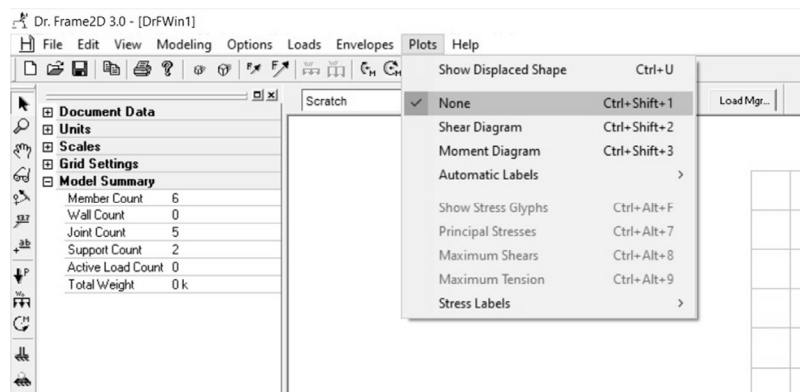 Dr. Frame2D 3.0 - [DrFWin1]
File Edit View Modeling Options Loads Envelopes Plots Help
Scratch
Load Mgr...
Show Displaced Shape Ctrl+U
None Ctrl+Shift+1
Shear Diagram Ctrl+Shift+2
Moment Diagram Ctrl+Shift+3
Automatic Labels
Show Stress Glyphs Ctrl+Alt+F
Principal Stresses Ctrl+Alt+7
Maximum Shears Ctrl+Alt+8
Maximum Tension Ctrl+Alt+9
Stress Labels
Document Data
Units
Scales
Grid Settings
Model Summary
Member Count 6
Wall Count 0
Joint Count 5
Support Count 2
Active Load Count 0
Total Weight 0 k